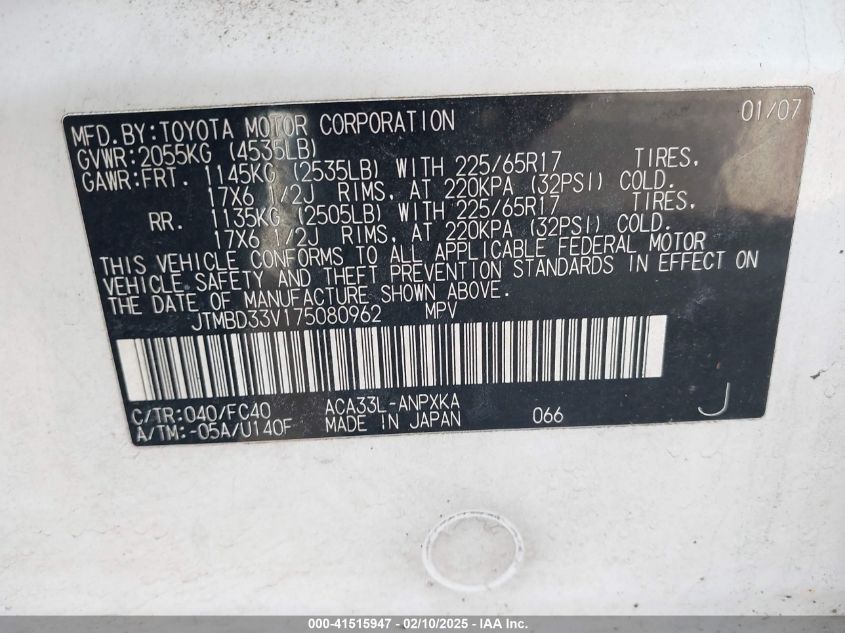 MFD.BY:TOYOTA MOTOR CORPORATION 01/07
GVWR:2055KG (4535LB)
GAWR:FRT. 1145KG (2535LB) WITH 225/65R17 TIRES,
17X6 1/2J RIMS, AT 220KPA (32PSI) COLD.
RR. 1135KG (2505LB) WITH 225/65R17 TIRES,
17X6 1/2J RIMS, AT 220KPA (32PSI) COLD.
THIS VEHICLE CONFORMS TO ALL APPLICABLE FEDERAL MOTOR
VEHICLE SAFETY AND THEFT PREVENTION STANDARDS IN EFFECT ON
THE DATE OF MANUFACTURE SHOWN ABOVE.
JTMBD33V175080962 MPV
C/TR:040/FC40 ACA33L-ANPXKA
A/TM:-05A/U140F MADE IN JAPAN 066 J
000-41515947 - 02/10/2025 - IAA Inc.